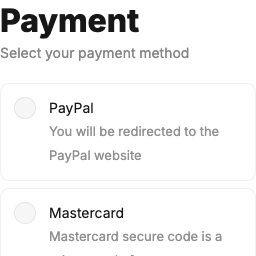 Payment
Select your payment method
PayPal
You will be redirected to the
PayPal website
Mastercard
Mastercard secure code is a